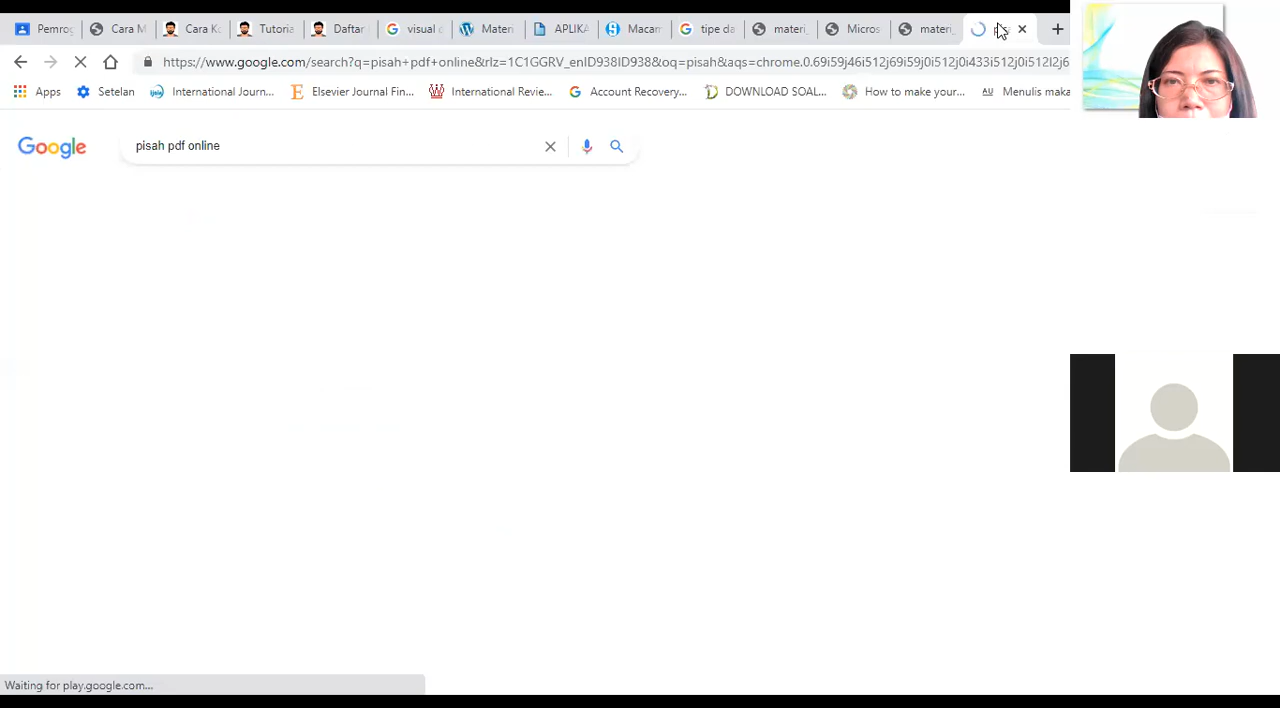 Pemrog
Cara M
Cara Ko
Tutoria
Daftar
visual
Mater
APLIKA
Macam
tipe da
materi
Micros
materi
https://www.google.com/search?q=pisah+pdf+online&rlz=1C1GGRV_enID938ID938&oq=pisah&aqs=chrome.0.69i59j46i512j69i59j0i512j0i433i512j0i512l2j6
Apps
Setelan
International Journ...
Elsevier Journal Fin...
International Revie...
Account Recovery...
DOWNLOAD SOAL...
How to make your...
Menulis maka
Google
pisah pdf online
Waiting for play.google.com...